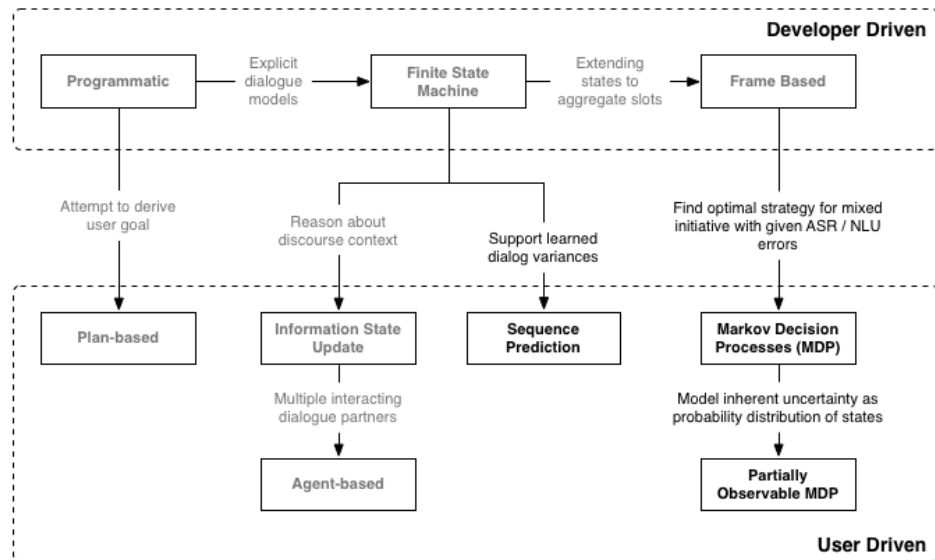 Developer Driven
Programmatic
Explicit
dialogue
models
Finite State
Machine
Extending
states to
aggregate slots
Frame Based
Attempt to derive
user goal
Reason about
discourse context
Support learned
dialog variances
Find optimal strategy for mixed
initiative with given ASR / NLU
errors
Plan-based
Information State
Update
Sequence
Prediction
Markov Decision
Processes (MDP)
Multiple interacting
dialogue partners
Model inherent uncertainty as
probability distribution of states
Agent-based
Partially
Observable MDP
User Driven